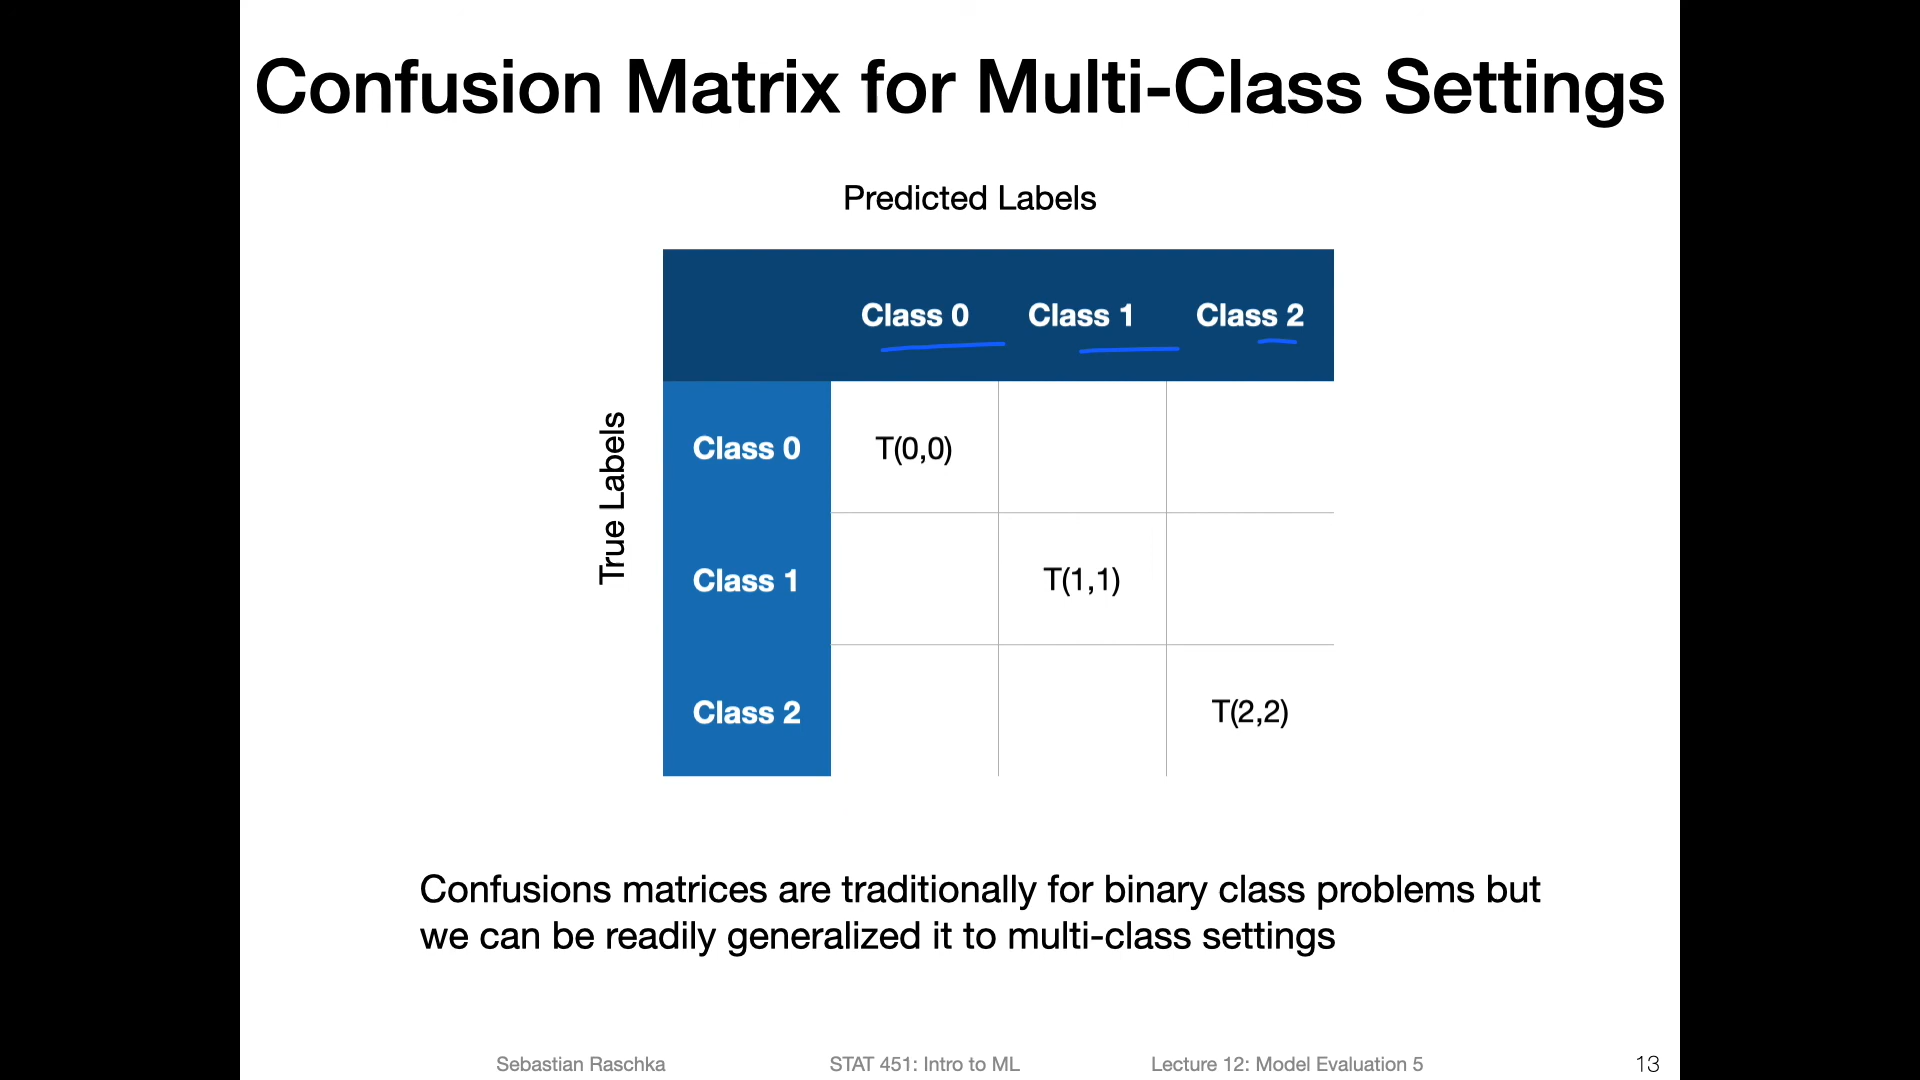 Confusion Matrix for Multi-Class Settings
Predicted Labels
Class 0 Class 1 Class 2
True Labels
Class 0 T(0,0)
Class 1 T(1,1)
Class 2 T(2,2)
Confusions matrices are traditionally for binary class problems but
we can be readily generalized it to multi-class settings
Sebastian Raschka STAT 451: Intro to ML Lecture 12: Model Evaluation 5 13